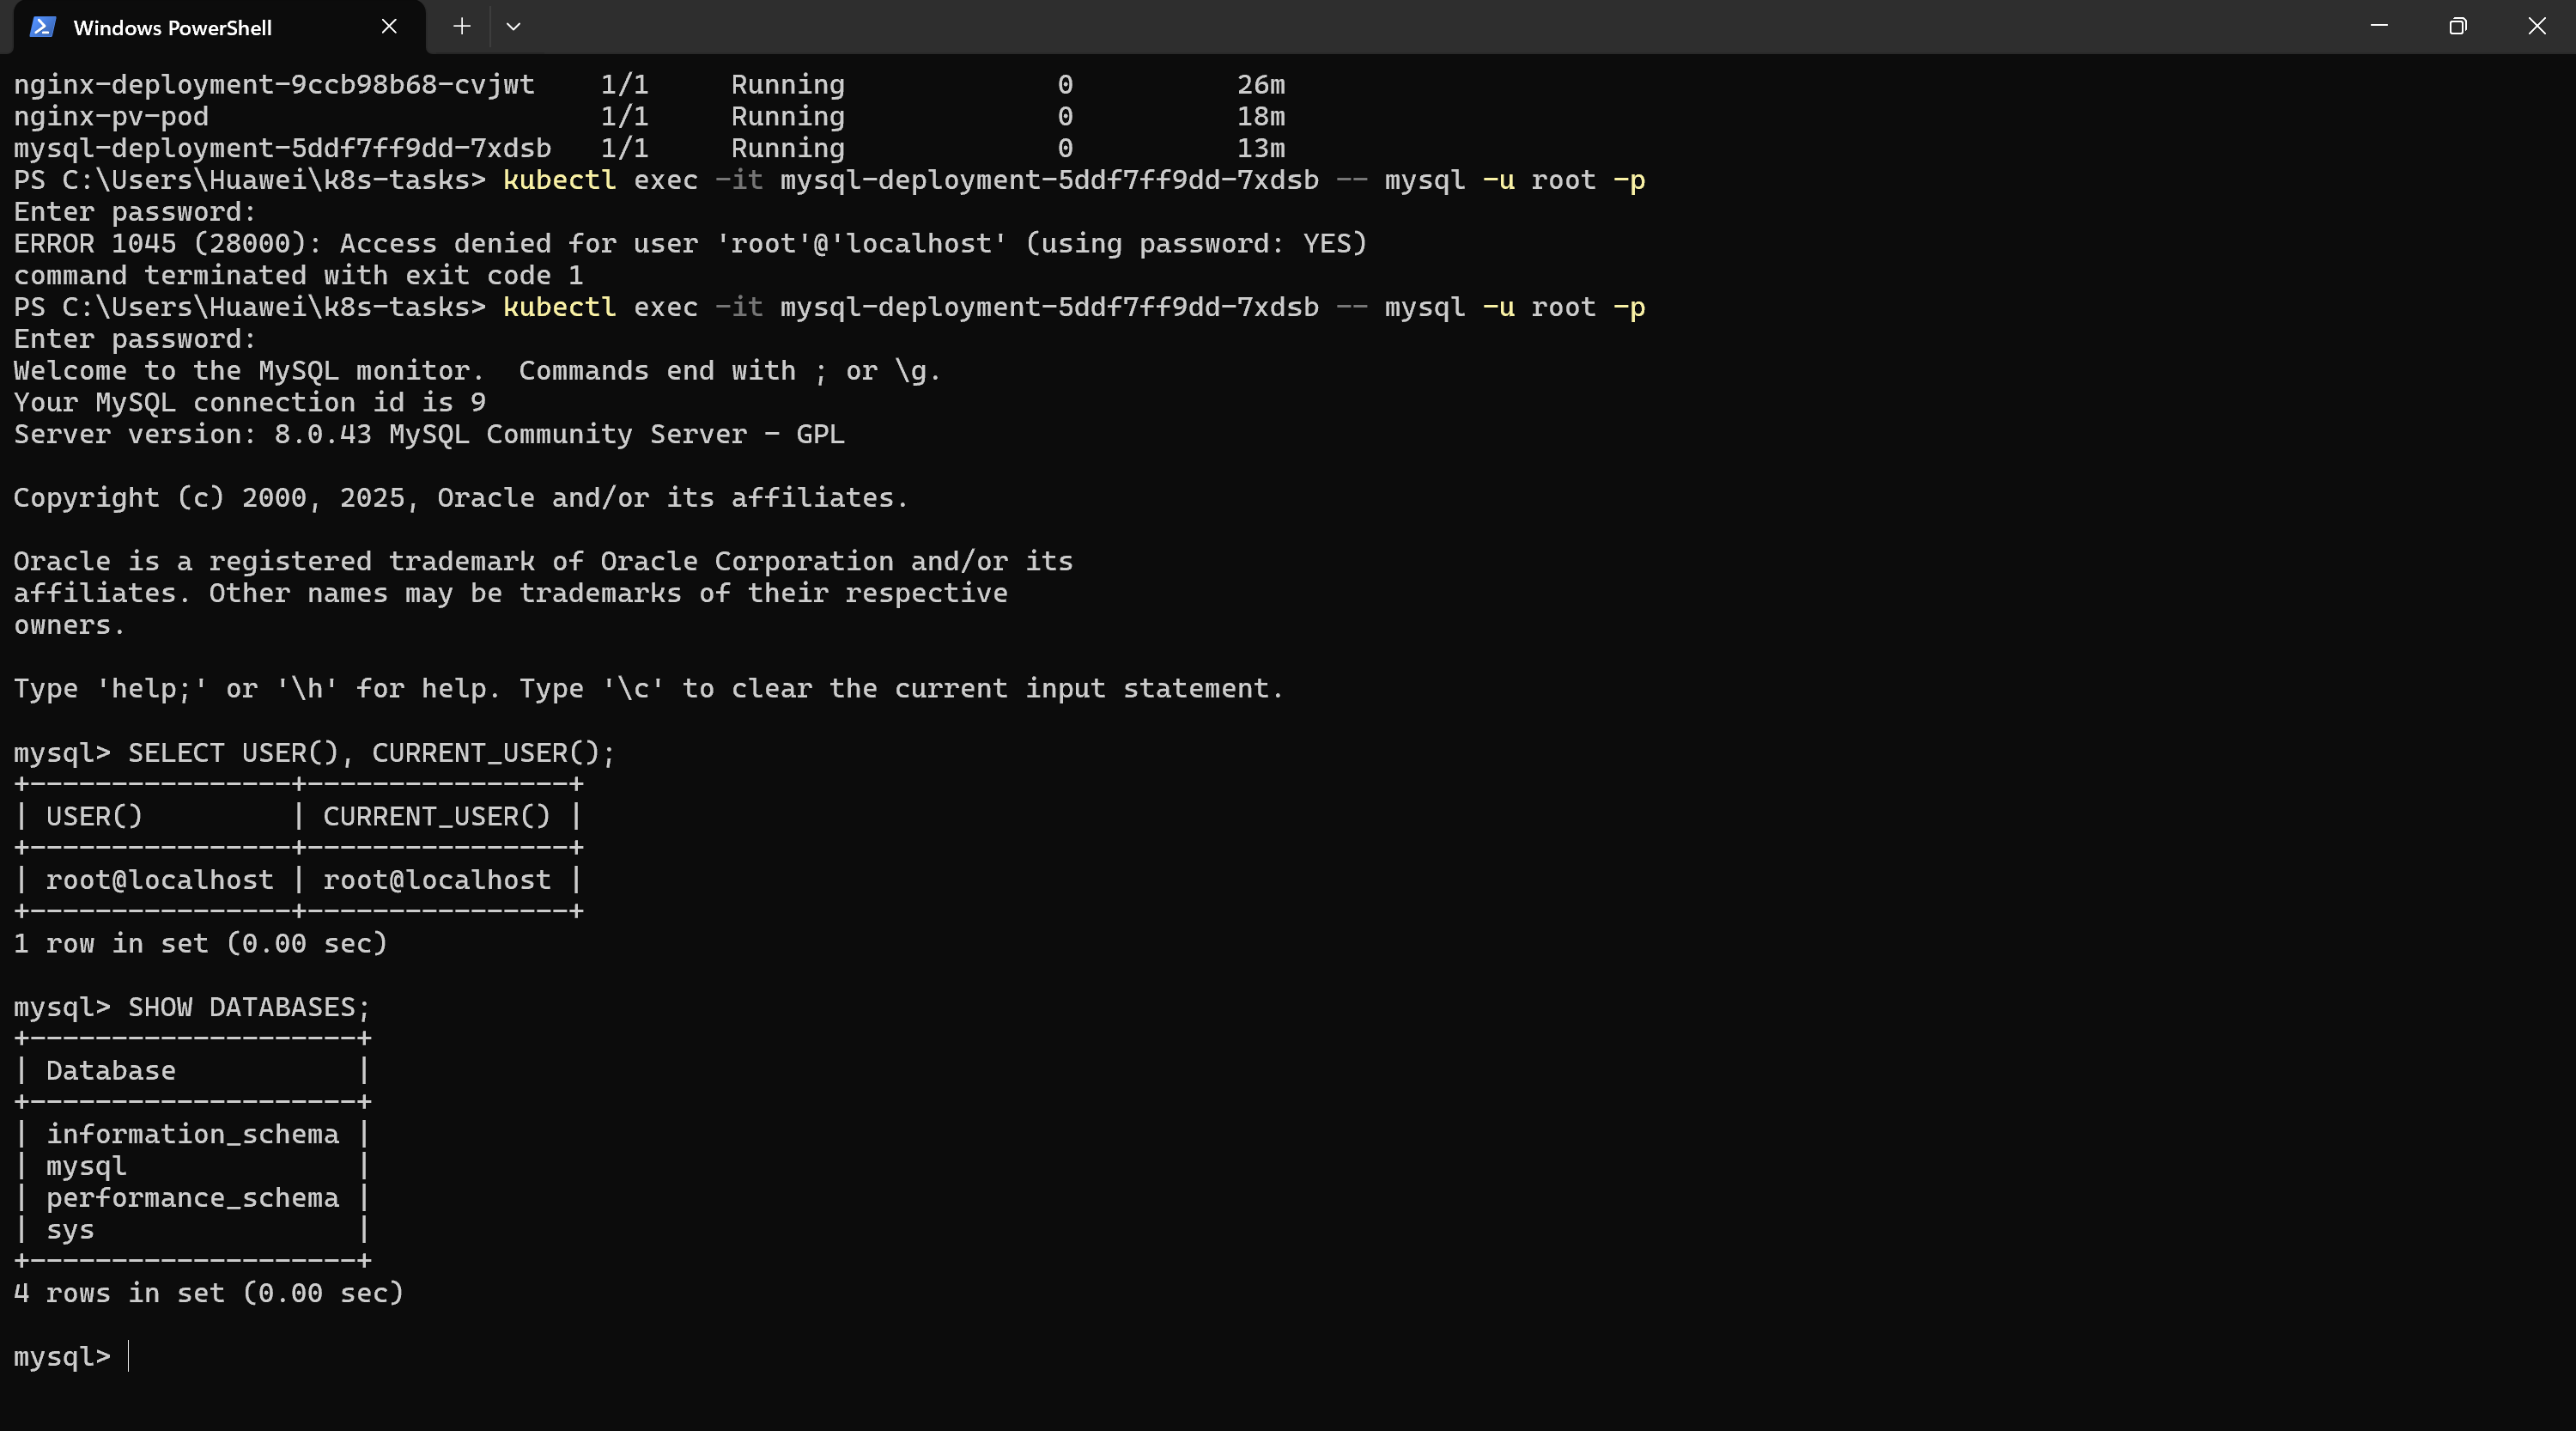 Windows PowerShell
nginx-deployment-9ccb98b68-cvjwt    1/1     Running             0          26m
nginx-pv-pod                        1/1     Running             0          18m
mysql-deployment-5ddf7ff9dd-7xdsb   1/1     Running             0          13m
PS C:\Users\Huawei\k8s-tasks> kubectl exec -it mysql-deployment-5ddf7ff9dd-7xdsb -- mysql -u root -p
Enter password:
ERROR 1045 (28000): Access denied for user 'root'@'localhost' (using password: YES)
command terminated with exit code 1
PS C:\Users\Huawei\k8s-tasks> kubectl exec -it mysql-deployment-5ddf7ff9dd-7xdsb -- mysql -u root -p
Enter password:
Welcome to the MySQL monitor.  Commands end with ; or \g.
Your MySQL connection id is 9
Server version: 8.0.43 MySQL Community Server - GPL
Copyright (c) 2000, 2025, Oracle and/or its affiliates.
Oracle is a registered trademark of Oracle Corporation and/or its
affiliates. Other names may be trademarks of their respective
owners.
Type 'help;' or '\h' for help. Type '\c' to clear the current input statement.
mysql> SELECT USER(), CURRENT_USER();
+----------------+----------------+
| USER()         | CURRENT_USER() |
+----------------+----------------+
| root@localhost | root@localhost |
+----------------+----------------+
1 row in set (0.00 sec)
mysql> SHOW DATABASES;
+--------------------+
| Database           |
+--------------------+
| information_schema |
| mysql              |
| performance_schema |
| sys                |
+--------------------+
4 rows in set (0.00 sec)
mysql>